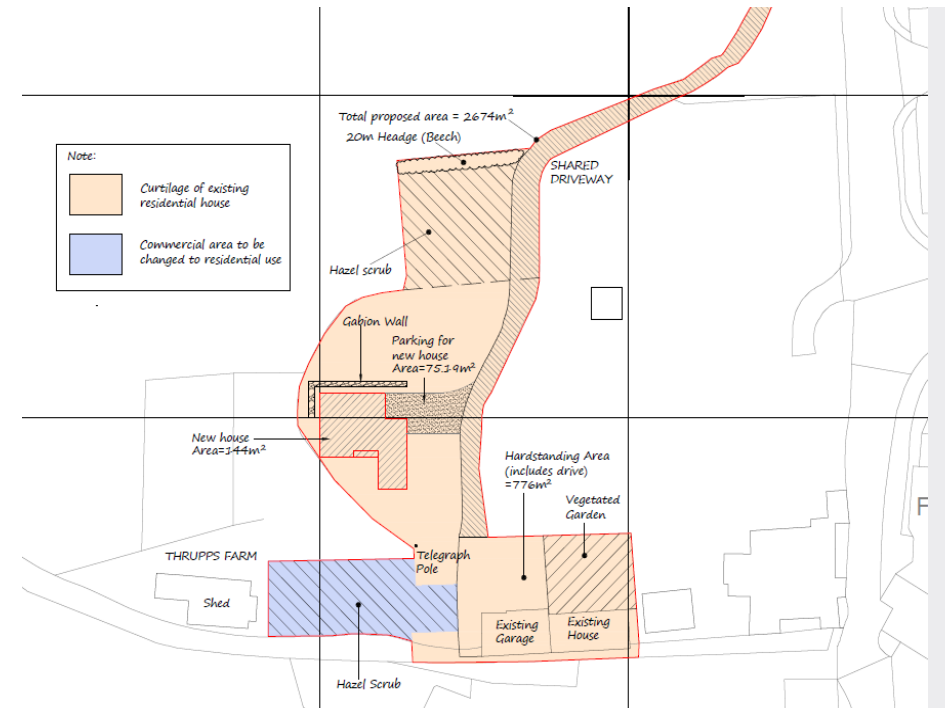 Total proposed area = 2674m²
20m Headge (Beech)
Note:
Curtilage of existing
residential house
SHARED
DRIVEWAY
Commercial area to be
changed to residential use
Hazel scrub
Gabion Wall
Parking for
new house
Area=75.19m²
New house
Area=144m²
Hardstanding Area
(includes drive)
=776m²
Vegetated
Garden
F
THRUPPS FARM
Telegraph
Pole
Shed
Existing
Garage
Existing
House
Hazel Scrub